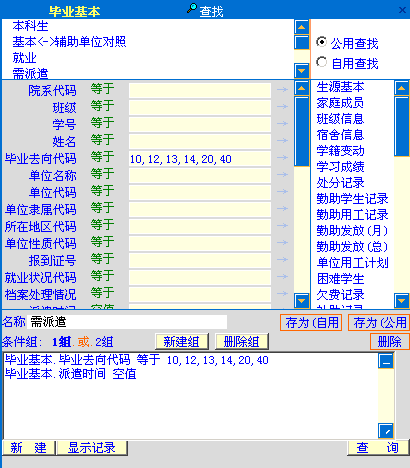 毕业基本 查找
本科生
基本<->辅助单位对照
就业
需派遣
公用查找
自用查找
院系代码 等于
班级 等于
学号 等于
姓名 等于
毕业去向代码 等于 10,12,13,14,20,40
单位名称 等于
单位代码 等于
单位隶属代码 等于
所在地区代码 等于
单位性质代码 等于
报到证号 等于
就业状况代码 等于
档案处理情况 等于
派遣时间 空值
生源基本
家庭成员
班级信息
宿舍信息
学籍变动
学习成绩
处分记录
勤助学生记录
勤助用工记录
勤助发放(月)
勤助发放(总)
单位用工计划
困难学生
欠费记录
补助记录
名称 需派遣 存为(自用 存为(公用
条件组: 1组 或 2组 新建组 删除组 删除
毕业基本.毕业去向代码 等于 10,12,13,14,20,40
毕业基本.派遣时间 空值
新 建 显示记录 查 询